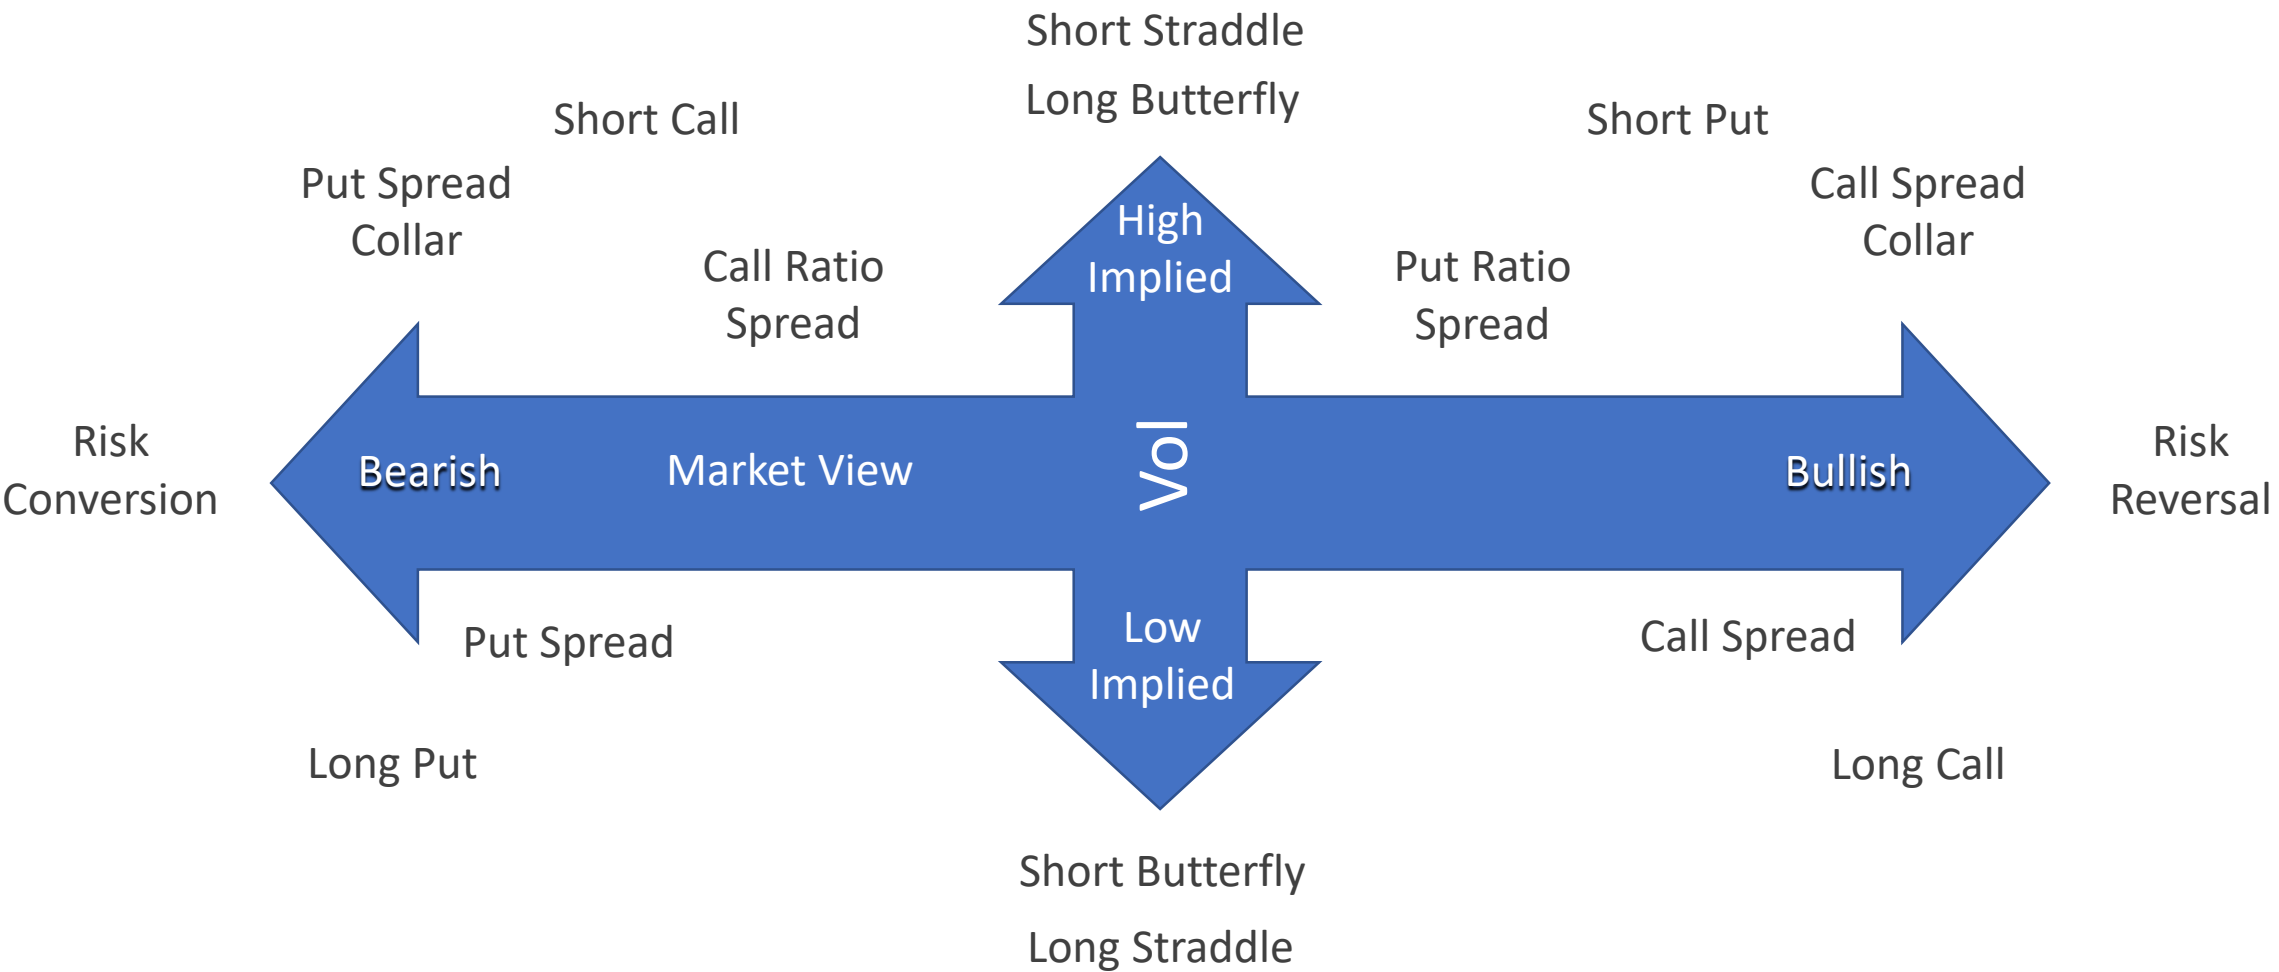 Short Straddle
Long Butterfly
Short Call
Short Put
Put Spread
Collar
Call Spread
Collar
High
Implied
Call Ratio
Spread
Put Ratio
Spread
Risk
Conversion
Bearish
Market View
Vol
Bullish
Risk
Reversal
Put Spread
Low
Implied
Call Spread
Long Put
Long Call
Short Butterfly
Long Straddle